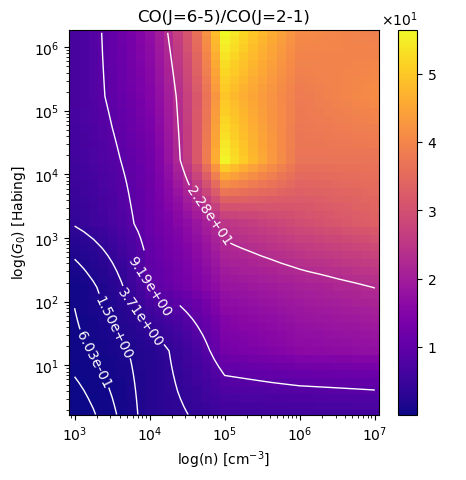 CO(J=6-5)/CO(J=2-1)
×10¹
10⁶
10⁵
10⁴
10³
10²
10¹
log(G₀) [Habing]
2.28e+01
9.19e+00
3.71e+00
1.50e+00
6.03e-01
5
4
3
2
1
10³ 10⁴ 10⁵ 10⁶ 10⁷
log(n) [cm⁻³]